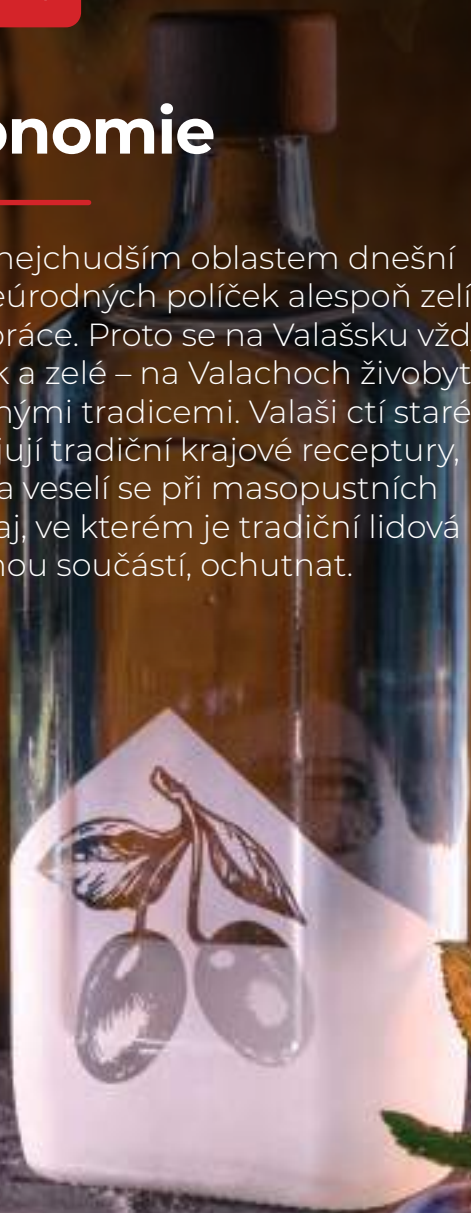 onomie
nejchudším oblastem dnešní
eúrodných políček alespoň zelí
práce. Proto se na Valašsku vžd
k a zelé – na Valachoch živobyt
nými tradicemi. Valaši ctí staré
ují tradiční krajové receptury,
a veselí se při masopustních
aj, ve kterém je tradiční lidová
nou součástí, ochutnat.